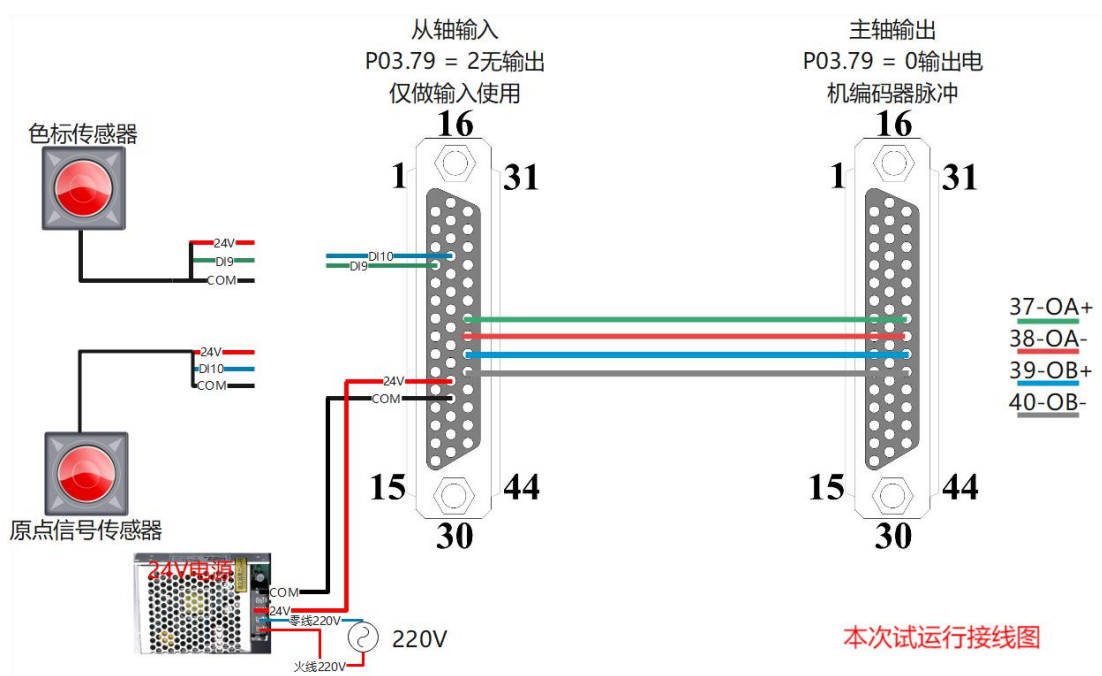 从轴输入
P03.79 = 2无输出
仅做输入使用
主轴输出
P03.79 = 0输出电
机编码器脉冲
16
16
色标传感器
1
31
1
31
24V
DI9
COM
DI10
DI9
37-OA+
38-OA-
39-OB+
40-OB-
24V
DI10
COM
24V
COM
15
44
15
44
30
30
原点信号传感器
24V电源
COM
24V
零线220V
220V
火线220V
本次试运行接线图